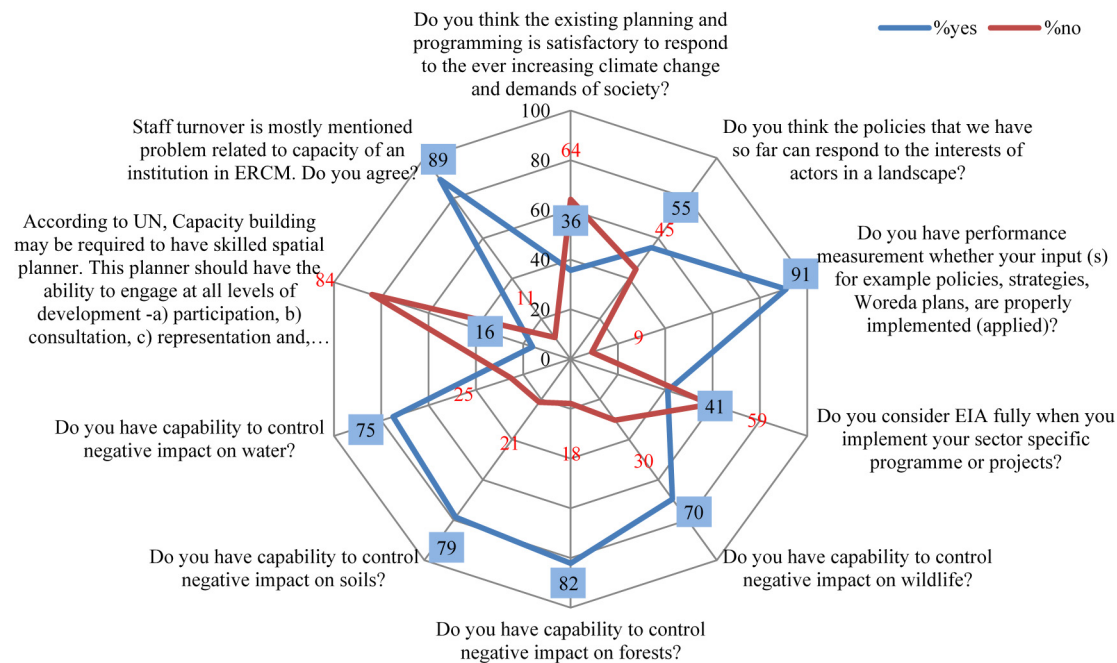 Do you think the existing planning and
programming is satisfactory to respond
to the ever increasing climate change
and demands of society?
%yes
%no
100
80
60
40
20
0
64
36
Do you think the policies that we have
so far can respond to the interests of
actors in a landscape?
55
45
Do you have performance
measurement whether your input (s)
for example policies, strategies,
Woreda plans, are properly
implemented (applied)?
91
9
Do you consider EIA fully when you
implement your sector specific
programme or projects?
41
59
Do you have capability to control
negative impact on wildlife?
70
30
Do you have capability to control
negative impact on forests?
82
18
Do you have capability to control
negative impact on soils?
79
21
Do you have capability to control
negative impact on water?
75
25
According to UN, Capacity building
may be required to have skilled spatial
planner. This planner should have the
ability to engage at all levels of
development -a) participation, b)
consultation, c) representation and,…
84
16
Staff turnover is mostly mentioned
problem related to capacity of an
institution in ERCM. Do you agree?
89
11